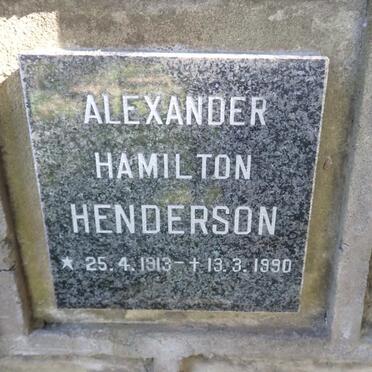 ALEXANDER
HAMILTON
HENDERSON
* 25. 4. 1913 - † 13. 3. 1990